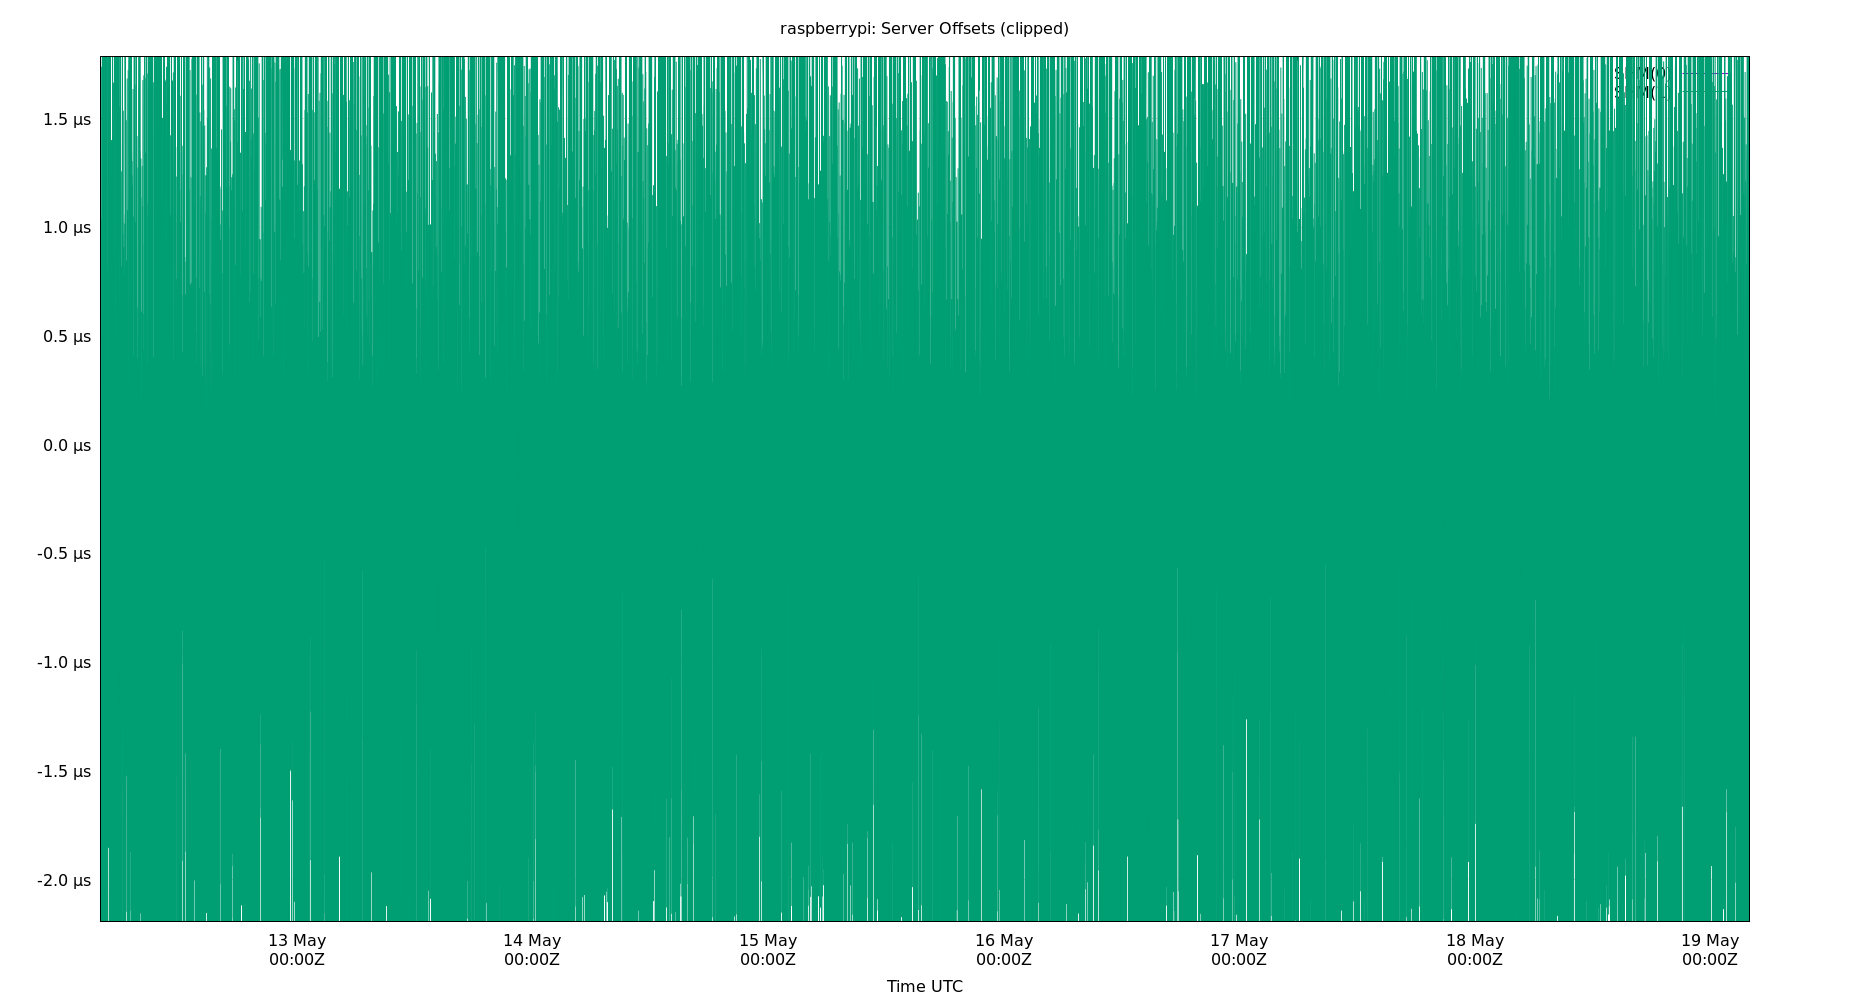 raspberrypi: Server Offsets (clipped)
1.5 µs
1.0 µs
0.5 µs
0.0 µs
-0.5 µs
-1.0 µs
-1.5 µs
-2.0 µs
13 May 00:00Z
14 May 00:00Z
15 May 00:00Z
16 May 00:00Z
17 May 00:00Z
18 May 00:00Z
19 May 00:00Z
Time UTC